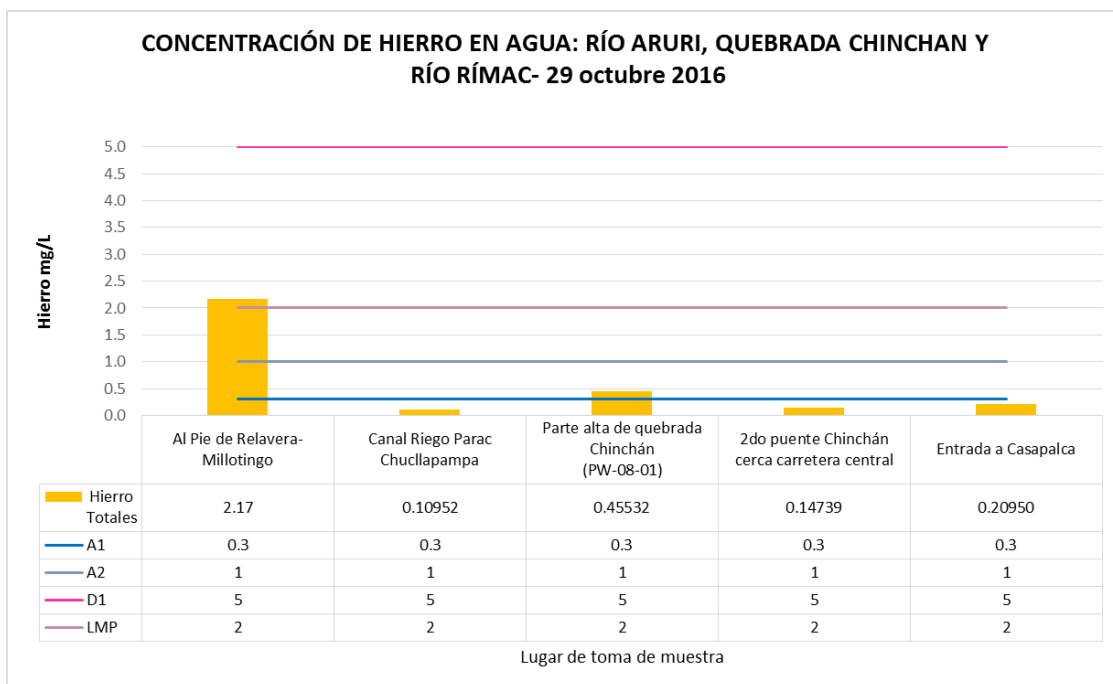 CONCENTRACIÓN DE HIERRO EN AGUA: RÍO ARURI, QUEBRADA CHINCHAN Y
RÍO RÍMAC- 29 octubre 2016
Hierro mg/L
5.0
4.5
4.0
3.5
3.0
2.5
2.0
1.5
1.0
0.5
0.0
Al Pie de Relavera-
Millotingo
Canal Riego Parac
Chucllapampa
Parte alta de quebrada
Chinchán
(PW-08-01)
2do puente Chinchán
cerca carretera central
Entrada a Casapalca
Hierro
Totales
2.17 0.10952 0.45532 0.14739 0.20950
A1 0.3 0.3 0.3 0.3 0.3
A2 1 1 1 1 1
D1 5 5 5 5 5
LMP 2 2 2 2 2
Lugar de toma de muestra